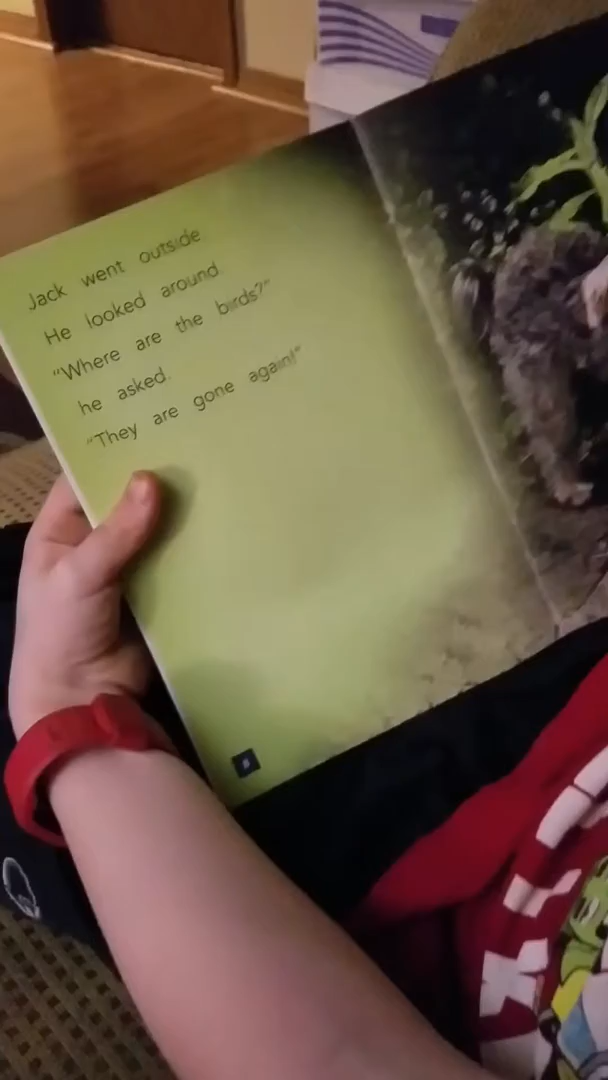 Jack went outside.
He looked around.
"Where are the birds?"
he asked.
"They are gone again!"